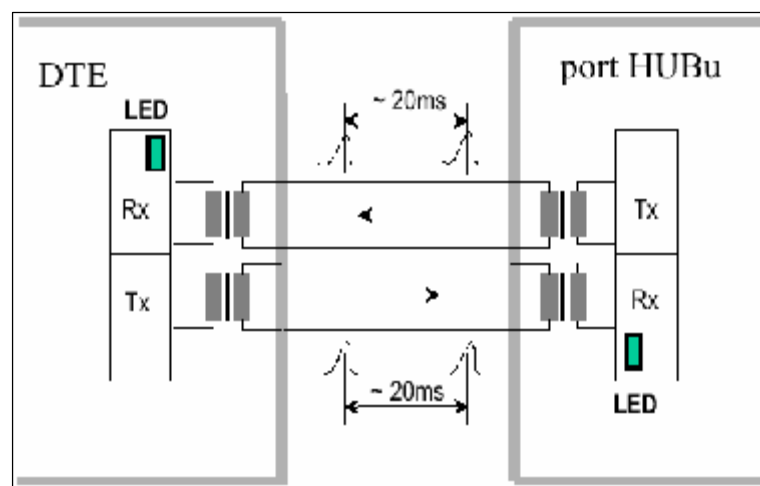 DTE
port HUBu
LED
~ 20ms
Rx
Tx
Tx
Rx
~ 20ms
LED